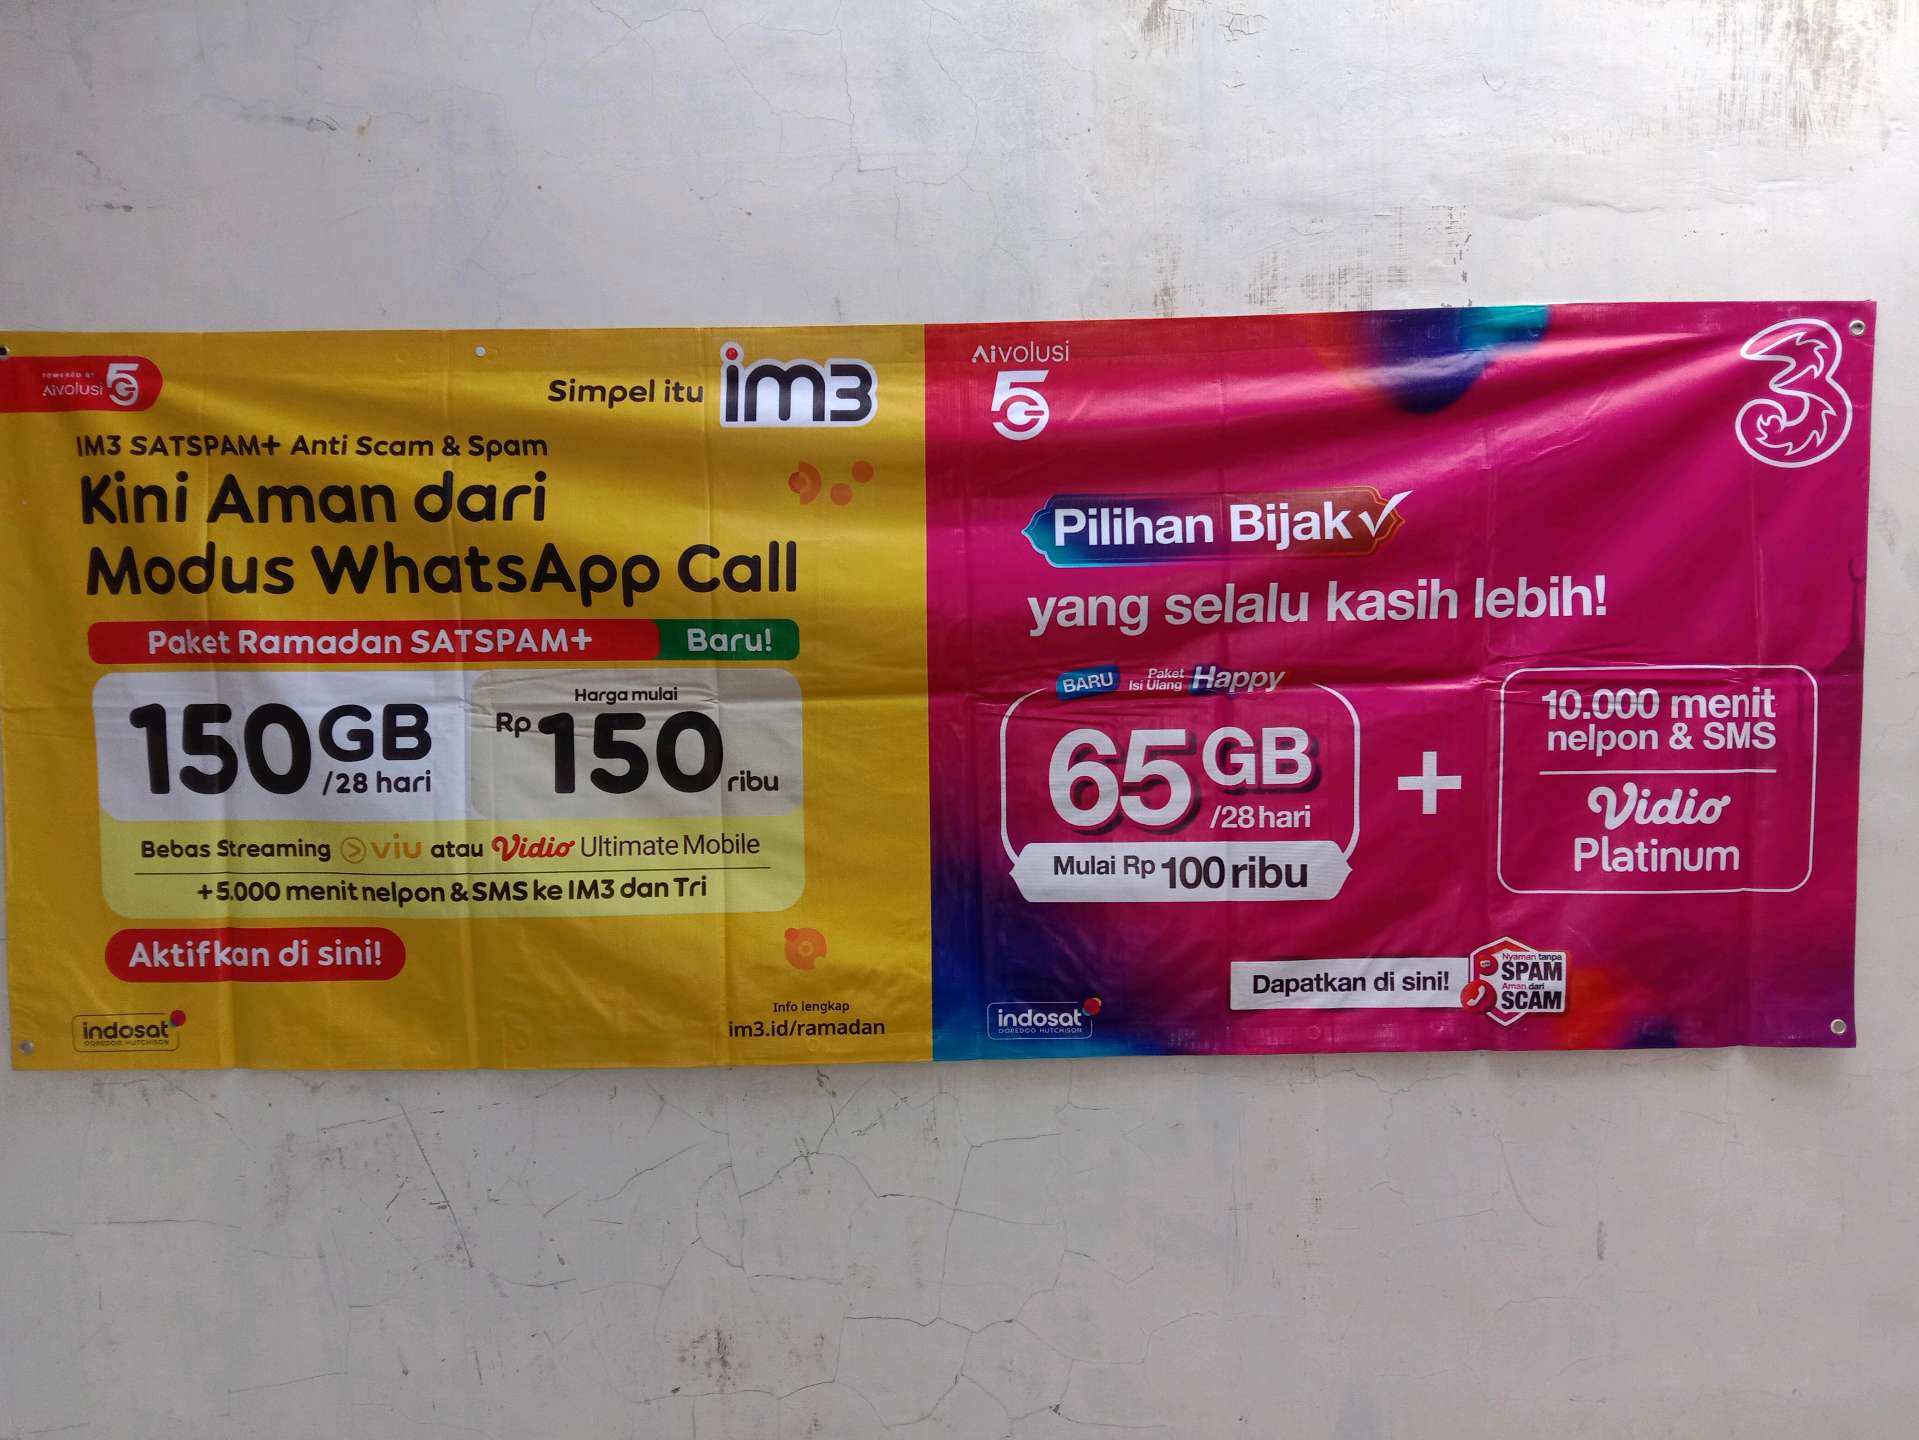 POWERED BY
Aivolusi 5G
Simpel itu im3
IM3 SATSPAM+ Anti Scam & Spam
Kini Aman dari
Modus WhatsApp Call
Paket Ramadan SATSPAM+ Baru!
150GB /28 hari
Harga mulai
Rp 150 ribu
Bebas Streaming viu atau Vidio Ultimate Mobile
+ 5.000 menit nelpon & SMS ke IM3 dan Tri
Aktifkan di sini!
indosat
OOREDOO HUTCHISON
Info lengkap
im3.id/ramadan
Aivolusi
5G
3
Pilihan Bijak
yang selalu kasih lebih!
BARU Paket Isi Ulang Happy
65GB /28 hari
Mulai Rp 100 ribu
+
10.000 menit
nelpon & SMS
Vidio
Platinum
Dapatkan di sini!
Nyaman tanpa
SPAM
Aman dari
SCAM
indosat
OOREDOO HUTCHISON